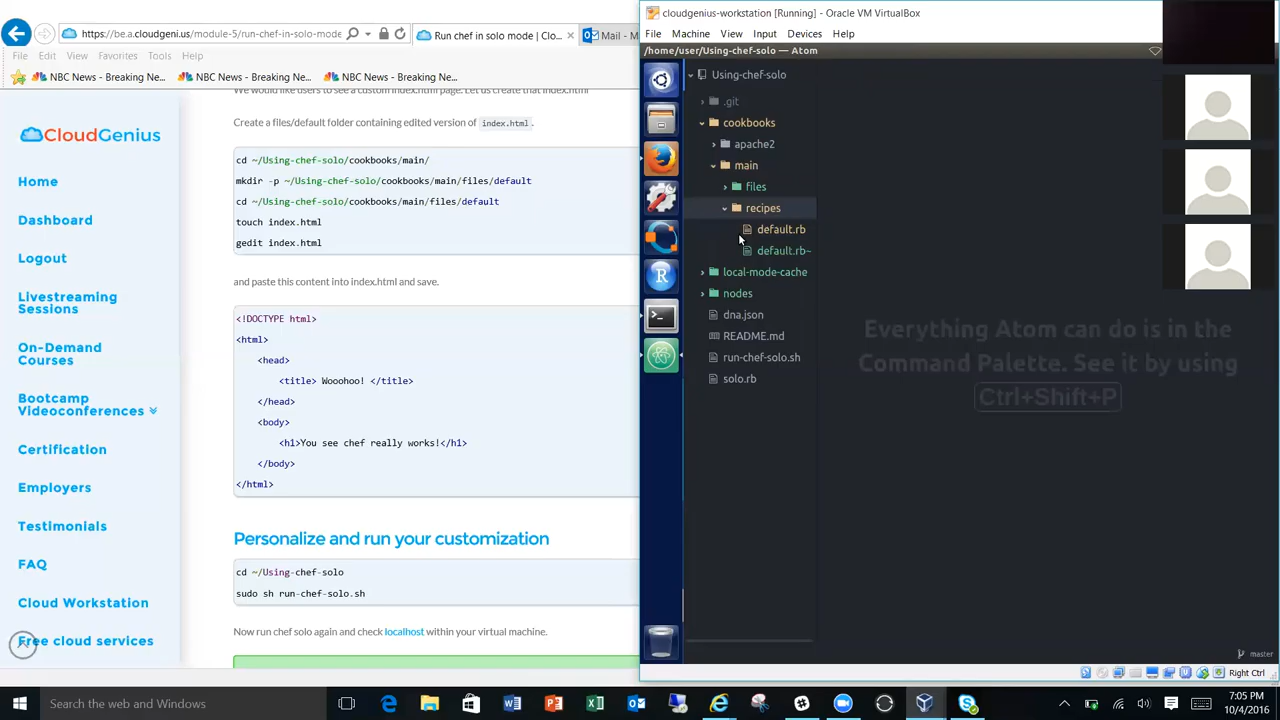 https://be.a.cloudgeni.us/module-5/run-chef-in-solo-mode
Run chef in solo mode | Clo...
Mail - M
File Edit View Favorites Tools Help
NBC News - Breaking Ne... NBC News - Breaking Ne... NBC News - Breaking Ne...
CloudGenius
Home
Dashboard
Logout
Livestreaming
Sessions
On-Demand
Courses
Bootcamp
Videoconferences
Certification
Employers
Testimonials
FAQ
Cloud Workstation
Free cloud services
We would like users to see a custom index.html page. Let us create that index.html
Create a files/default folder containing edited version of index.html.
cd ~/Using-chef-solo/cookbooks/main/
mkdir -p ~/Using-chef-solo/cookbooks/main/files/default
cd ~/Using-chef-solo/cookbooks/main/files/default
touch index.html
gedit index.html
and paste this content into index.html and save.
<!DOCTYPE html>
<html>
<head>
<title> Wooohoo! </title>
</head>
<body>
<h1>You see chef really works!</h1>
</body>
</html>
Personalize and run your customization
cd ~/Using-chef-solo
sudo sh run-chef-solo.sh
Now run chef solo again and check localhost within your virtual machine.
cloudgenius-workstation [Running] - Oracle VM VirtualBox
File Machine View Input Devices Help
/home/user/Using-chef-solo — Atom
Using-chef-solo
.git
cookbooks
apache2
main
files
recipes
default.rb
default.rb~
local-mode-cache
nodes
dna.json
README.md
run-chef-solo.sh
solo.rb
Everything Atom can do is in the
Command Palette. See it by using
Ctrl+Shift+P
master
Right Ctrl
Search the web and Windows
7:05 PM
10/4/2016